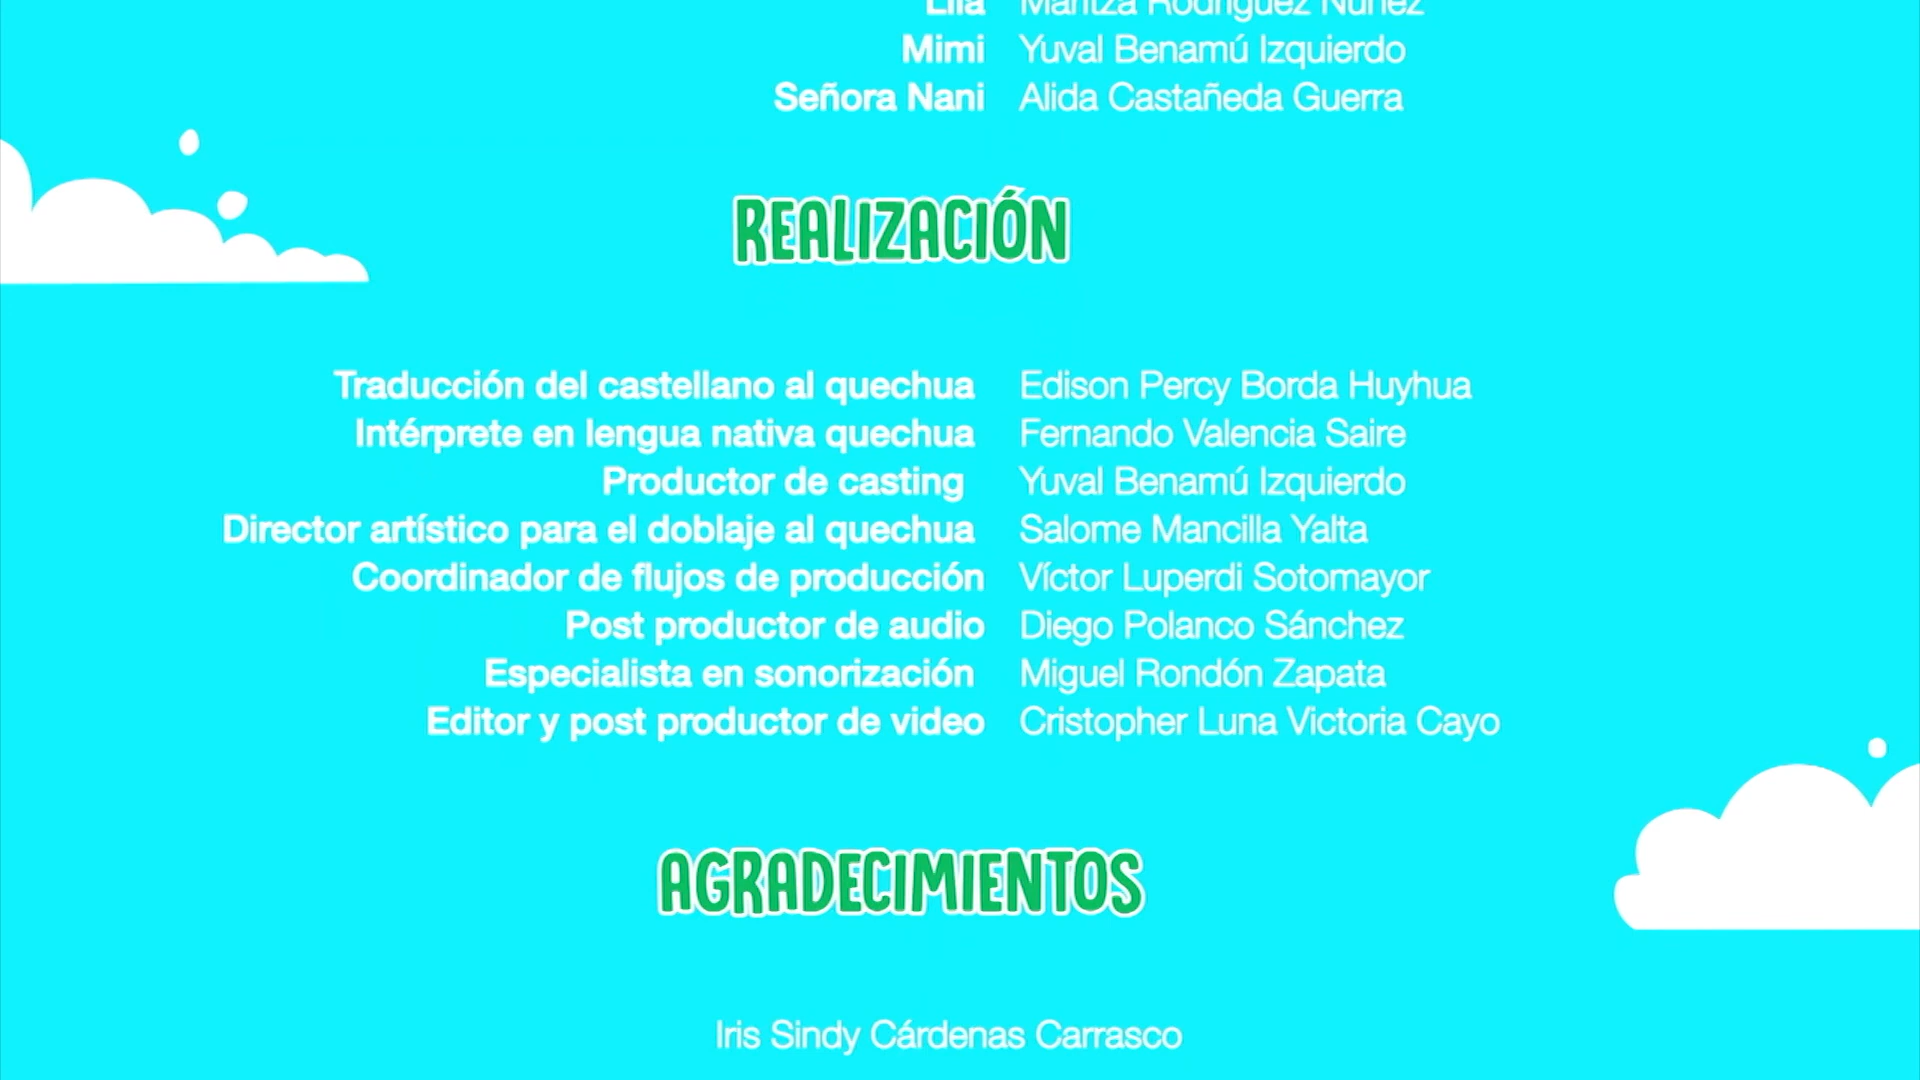 Lila Maritza Rodríguez Núñez
Mimi Yuval Benamú Izquierdo
Señora Nani Alida Castañeda Guerra
REALIZACIÓN
Traducción del castellano al quechua Edison Percy Borda Huyhua
Intérprete en lengua nativa quechua Fernando Valencia Saire
Productor de casting Yuval Benamú Izquierdo
Director artístico para el doblaje al quechua Salome Mancilla Yalta
Coordinador de flujos de producción Víctor Luperdi Sotomayor
Post productor de audio Diego Polanco Sánchez
Especialista en sonorización Miguel Rondón Zapata
Editor y post productor de video Cristopher Luna Victoria Cayo
AGRADECIMIENTOS
Iris Sindy Cárdenas Carrasco